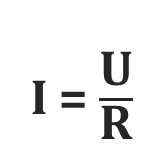 I = U/R